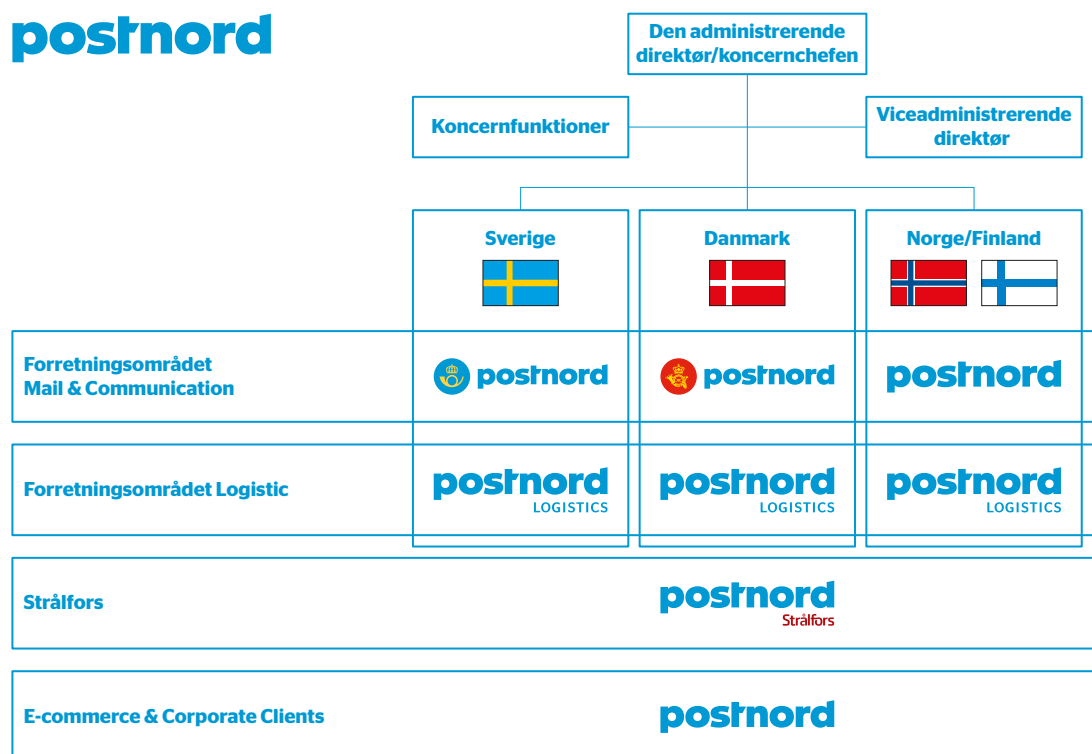 postnord
Den administrerende
direktør/koncernchefen
Koncernfunktioner
Viceadministrerende
direktør
Sverige
Danmark
Norge/Finland
Forretningsområdet
Mail & Communication
postnord
postnord
postnord
Forretningsområdet Logistic
postnord
LOGISTICS
postnord
LOGISTICS
postnord
LOGISTICS
Strålfors
postnord
Strålfors
E-commerce & Corporate Clients
postnord